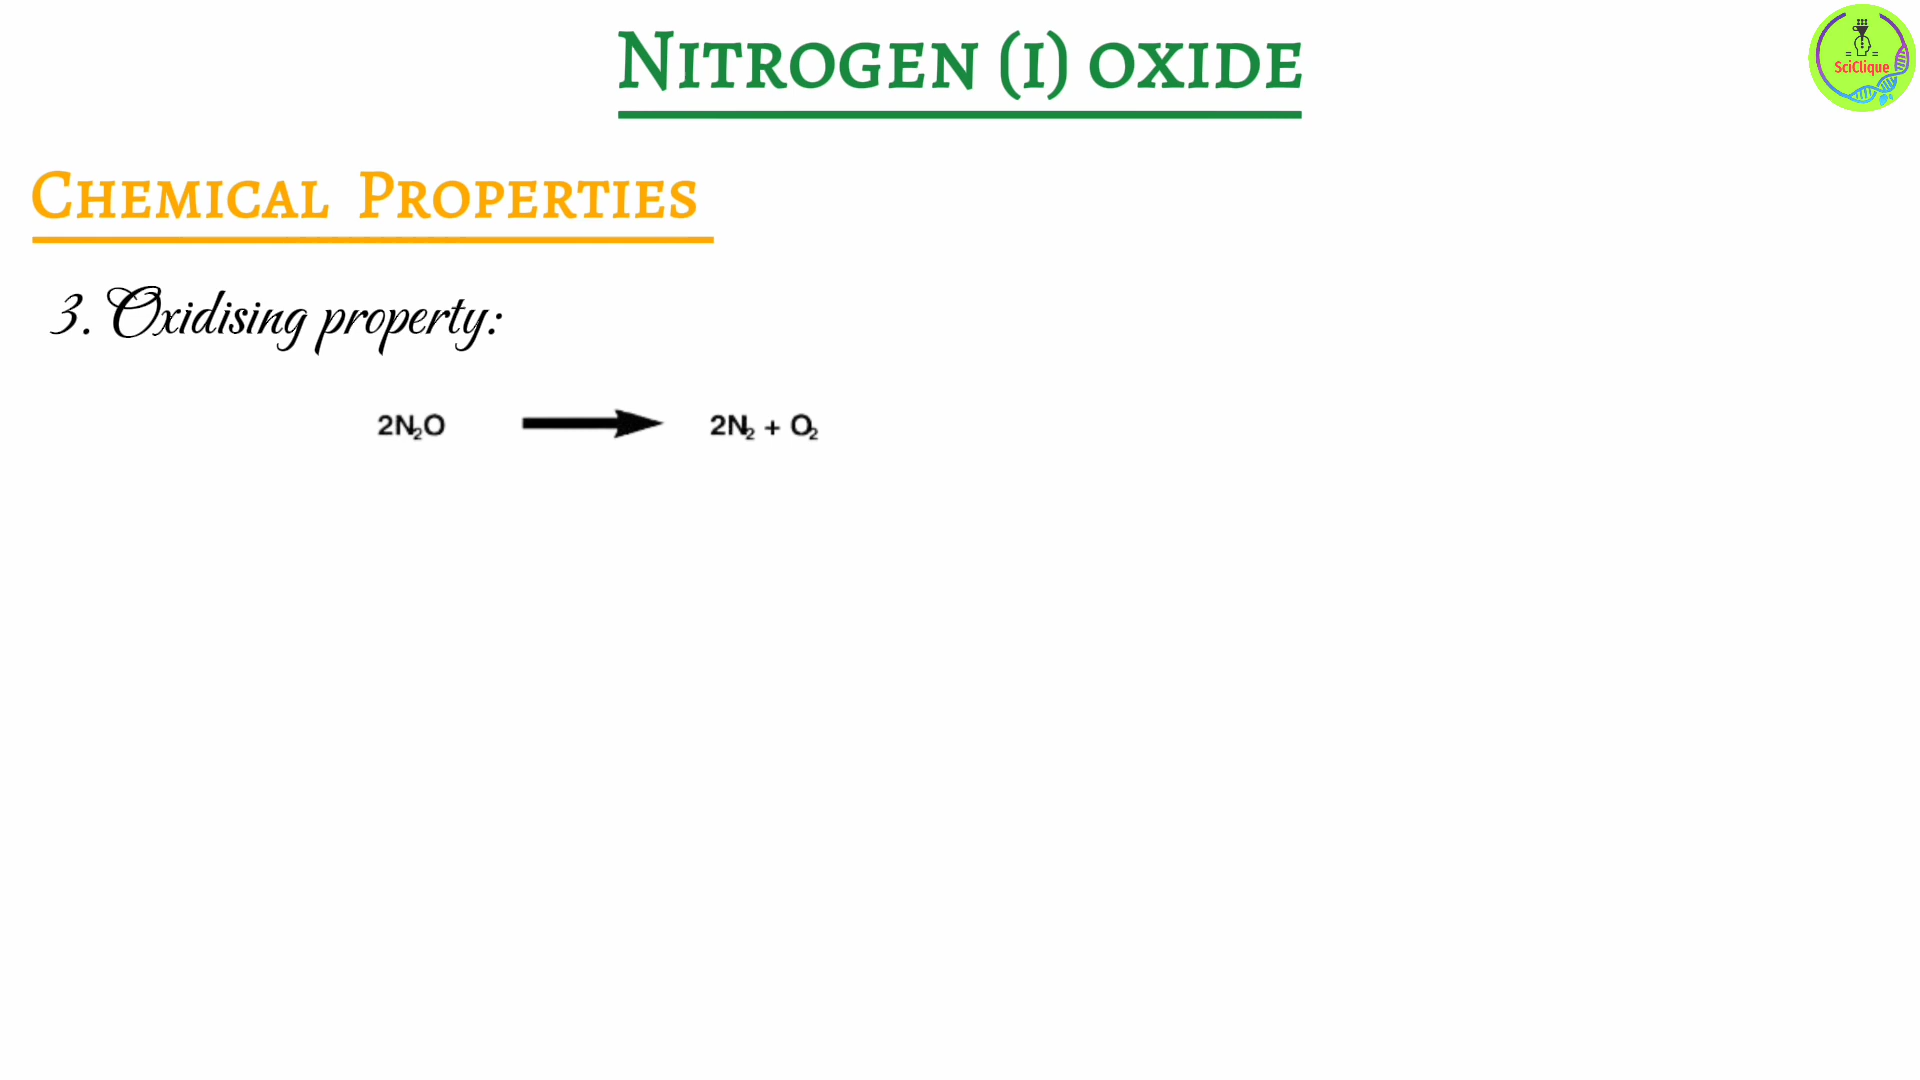 Nitrogen (i) oxide
SciClique
Chemical Properties
3. Oxidising property:
2N₂O → 2N₂ + O₂